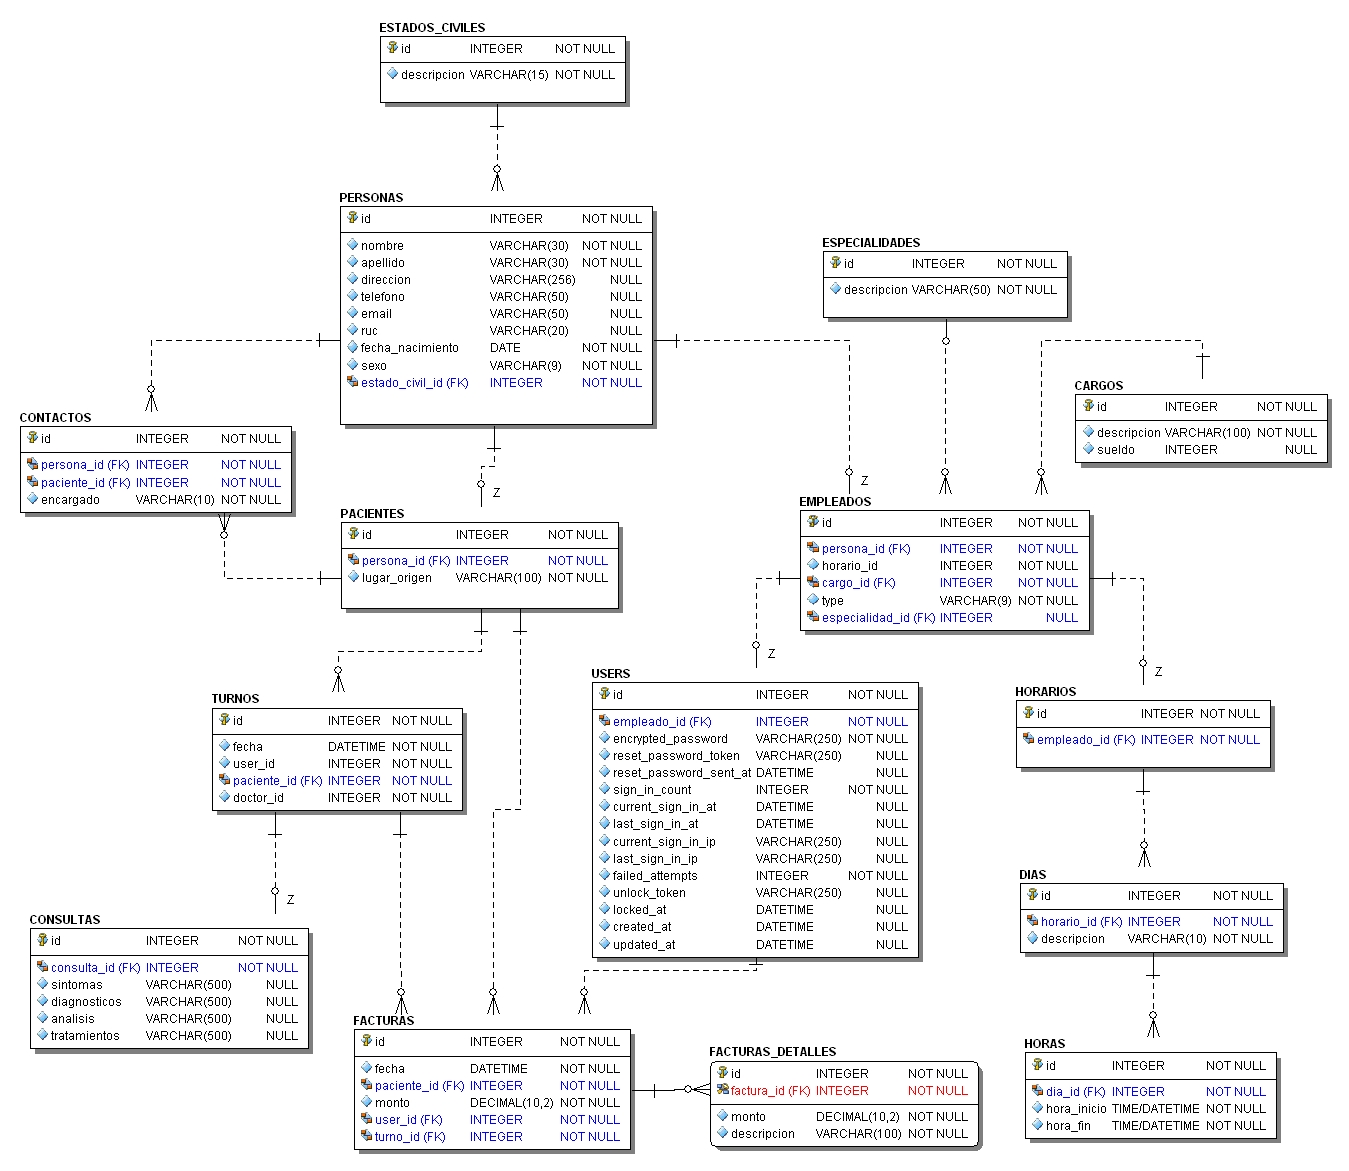 ESTADOS_CIVILES
id INTEGER NOT NULL
descripcion VARCHAR(15) NOT NULL
PERSONAS
id INTEGER NOT NULL
nombre VARCHAR(30) NOT NULL
apellido VARCHAR(30) NOT NULL
direccion VARCHAR(256) NULL
telefono VARCHAR(50) NULL
email VARCHAR(50) NULL
ruc VARCHAR(20) NULL
fecha_nacimiento DATE NOT NULL
sexo VARCHAR(9) NOT NULL
estado_civil_id (FK) INTEGER NOT NULL
ESPECIALIDADES
id INTEGER NOT NULL
descripcion VARCHAR(50) NOT NULL
CARGOS
id INTEGER NOT NULL
descripcion VARCHAR(100) NOT NULL
sueldo INTEGER NULL
CONTACTOS
id INTEGER NOT NULL
persona_id (FK) INTEGER NOT NULL
paciente_id (FK) INTEGER NOT NULL
encargado VARCHAR(10) NOT NULL
Z
PACIENTES
id INTEGER NOT NULL
persona_id (FK) INTEGER NOT NULL
lugar_origen VARCHAR(100) NOT NULL
Z
EMPLEADOS
id INTEGER NOT NULL
persona_id (FK) INTEGER NOT NULL
horario_id INTEGER NOT NULL
cargo_id (FK) INTEGER NOT NULL
type VARCHAR(9) NOT NULL
especialidad_id (FK) INTEGER NULL
Z
Z
TURNOS
id INTEGER NOT NULL
fecha DATETIME NOT NULL
user_id INTEGER NOT NULL
paciente_id (FK) INTEGER NOT NULL
doctor_id INTEGER NOT NULL
USERS
id INTEGER NOT NULL
empleado_id (FK) INTEGER NOT NULL
encrypted_password VARCHAR(250) NOT NULL
reset_password_token VARCHAR(250) NULL
reset_password_sent_at DATETIME NULL
sign_in_count INTEGER NOT NULL
current_sign_in_at DATETIME NULL
last_sign_in_at DATETIME NULL
current_sign_in_ip VARCHAR(250) NULL
last_sign_in_ip VARCHAR(250) NULL
failed_attempts INTEGER NOT NULL
unlock_token VARCHAR(250) NULL
locked_at DATETIME NULL
created_at DATETIME NULL
updated_at DATETIME NULL
HORARIOS
id INTEGER NOT NULL
empleado_id (FK) INTEGER NOT NULL
DIAS
id INTEGER NOT NULL
horario_id (FK) INTEGER NOT NULL
descripcion VARCHAR(10) NOT NULL
Z
CONSULTAS
id INTEGER NOT NULL
consulta_id (FK) INTEGER NOT NULL
sintomas VARCHAR(500) NULL
diagnosticos VARCHAR(500) NULL
analisis VARCHAR(500) NULL
tratamientos VARCHAR(500) NULL
FACTURAS
id INTEGER NOT NULL
fecha DATETIME NOT NULL
paciente_id (FK) INTEGER NOT NULL
monto DECIMAL(10,2) NOT NULL
user_id (FK) INTEGER NOT NULL
turno_id (FK) INTEGER NOT NULL
FACTURAS_DETALLES
id INTEGER NOT NULL
factura_id (FK) INTEGER NOT NULL
monto DECIMAL(10,2) NOT NULL
descripcion VARCHAR(100) NOT NULL
HORAS
id INTEGER NOT NULL
dia_id (FK) INTEGER NOT NULL
hora_inicio TIME/DATETIME NOT NULL
hora_fin TIME/DATETIME NOT NULL